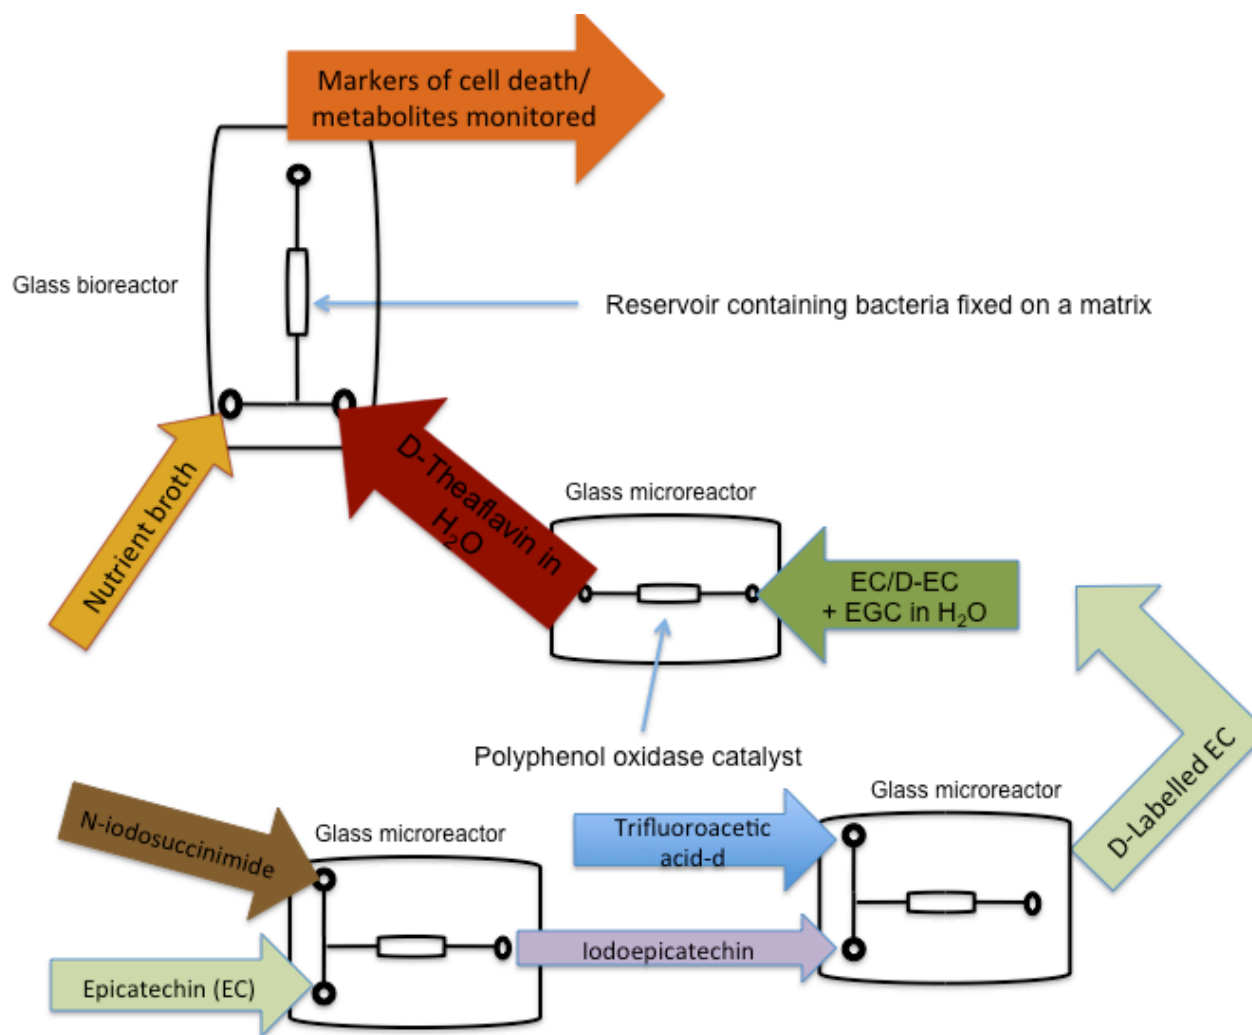 Markers of cell death/
metabolites monitored
Glass bioreactor
Reservoir containing bacteria fixed on a matrix
Nutrient broth
D-Theaflavin in
H₂O
Glass microreactor
EC/D-EC
+ EGC in H₂O
Polyphenol oxidase catalyst
D-Labelled EC
Glass microreactor
N-iodosuccinimide
Glass microreactor
Trifluoroacetic
acid-d
Iodoepicatechin
Epicatechin (EC)